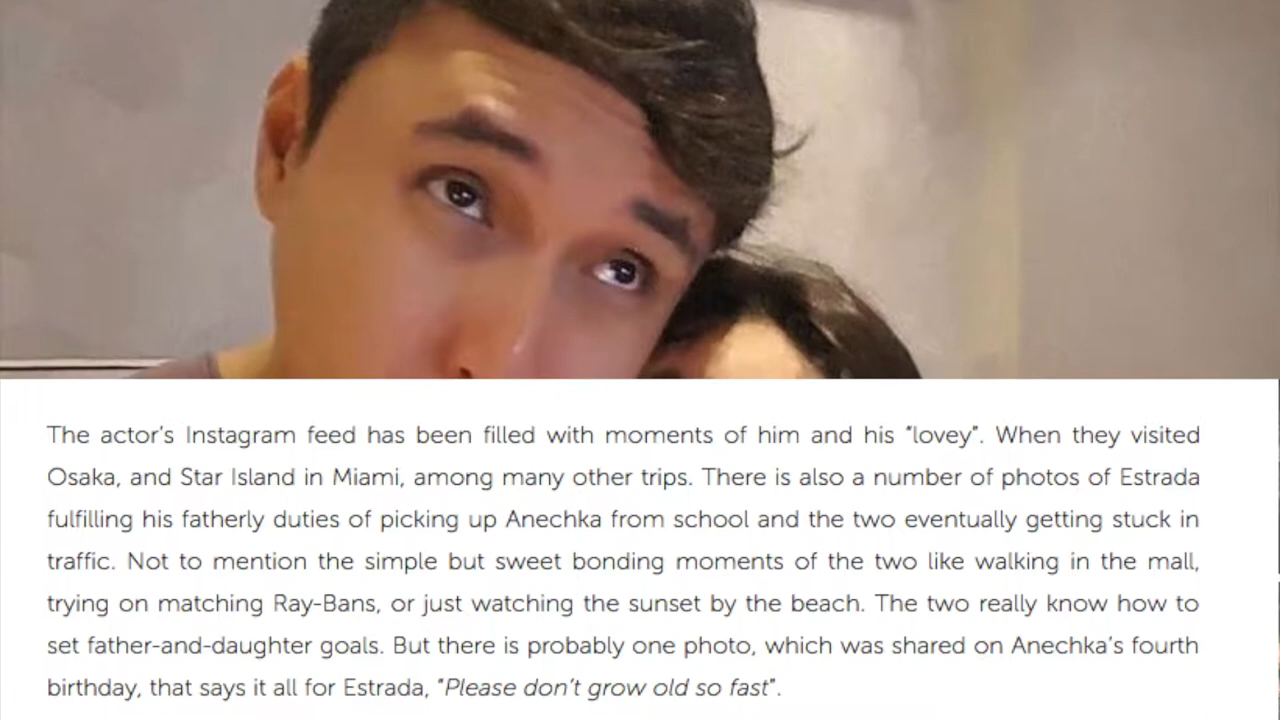 The actor's Instagram feed has been filled with moments of him and his "lovey". When they visited
Osaka, and Star Island in Miami, among many other trips. There is also a number of photos of Estrada
fulfilling his fatherly duties of picking up Anechka from school and the two eventually getting stuck in
traffic. Not to mention the simple but sweet bonding moments of the two like walking in the mall,
trying on matching Ray-Bans, or just watching the sunset by the beach. The two really know how to
set father-and-daughter goals. But there is probably one photo, which was shared on Anechka's fourth
birthday, that says it all for Estrada, "Please don't grow old so fast".